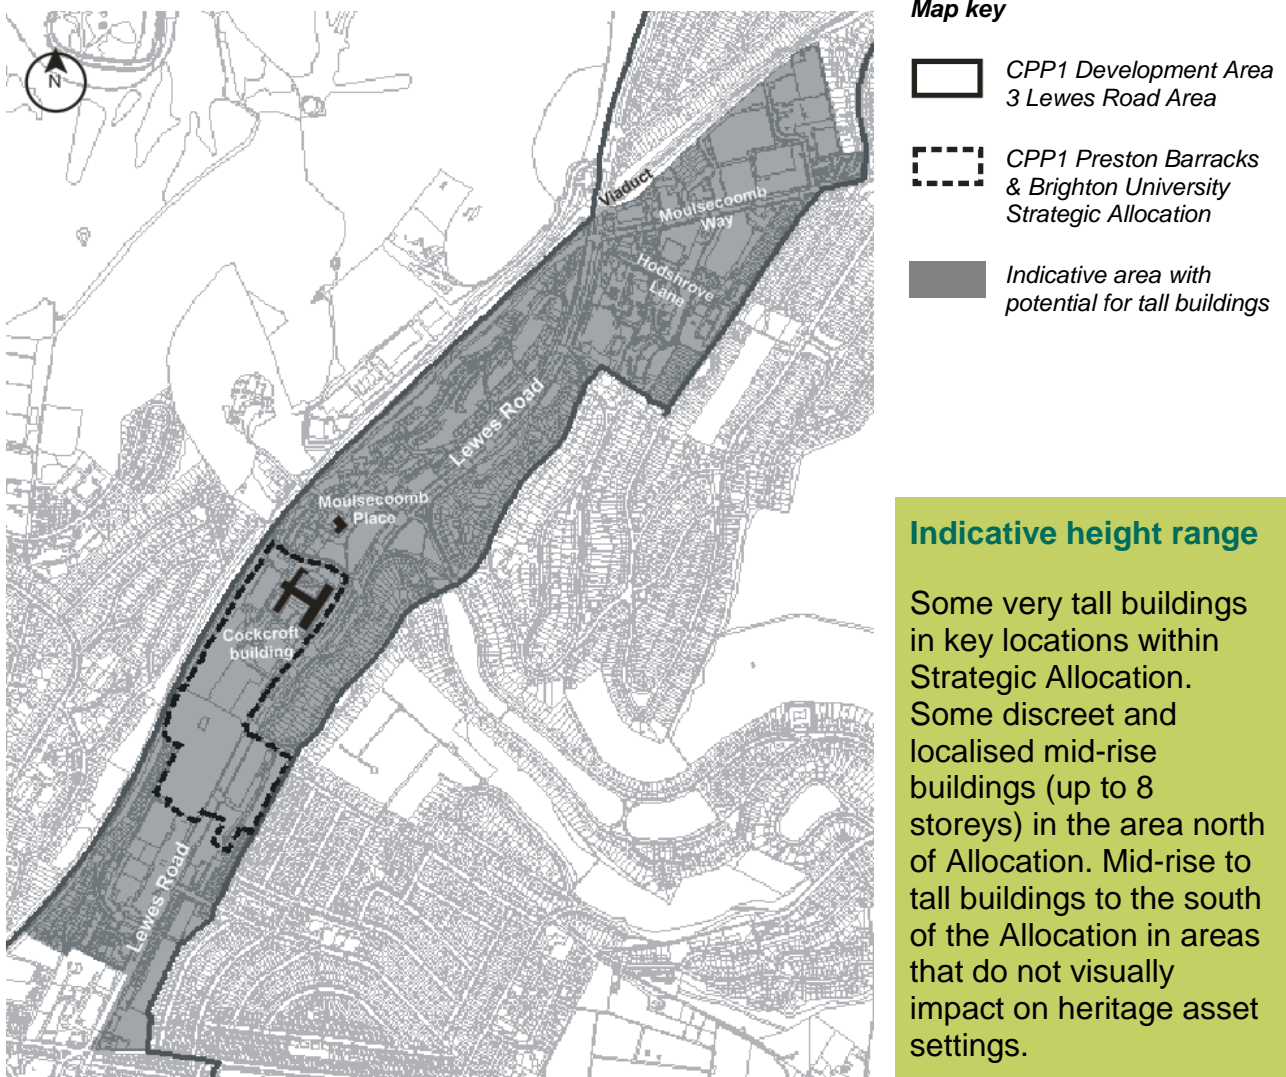 Map key
CPP1 Development Area
3 Lewes Road Area
CPP1 Preston Barracks
& Brighton University
Strategic Allocation
Indicative area with
potential for tall buildings
N
Viaduct
Moulsecoomb
Way
Hodshrove
Lane
Lewes Road
Moulsecoomb
Place
Cockcroft
building
Lewes Road
Indicative height range
Some very tall buildings
in key locations within
Strategic Allocation.
Some discreet and
localised mid-rise
buildings (up to 8
storeys) in the area north
of Allocation. Mid-rise to
tall buildings to the south
of the Allocation in areas
that do not visually
impact on heritage asset
settings.